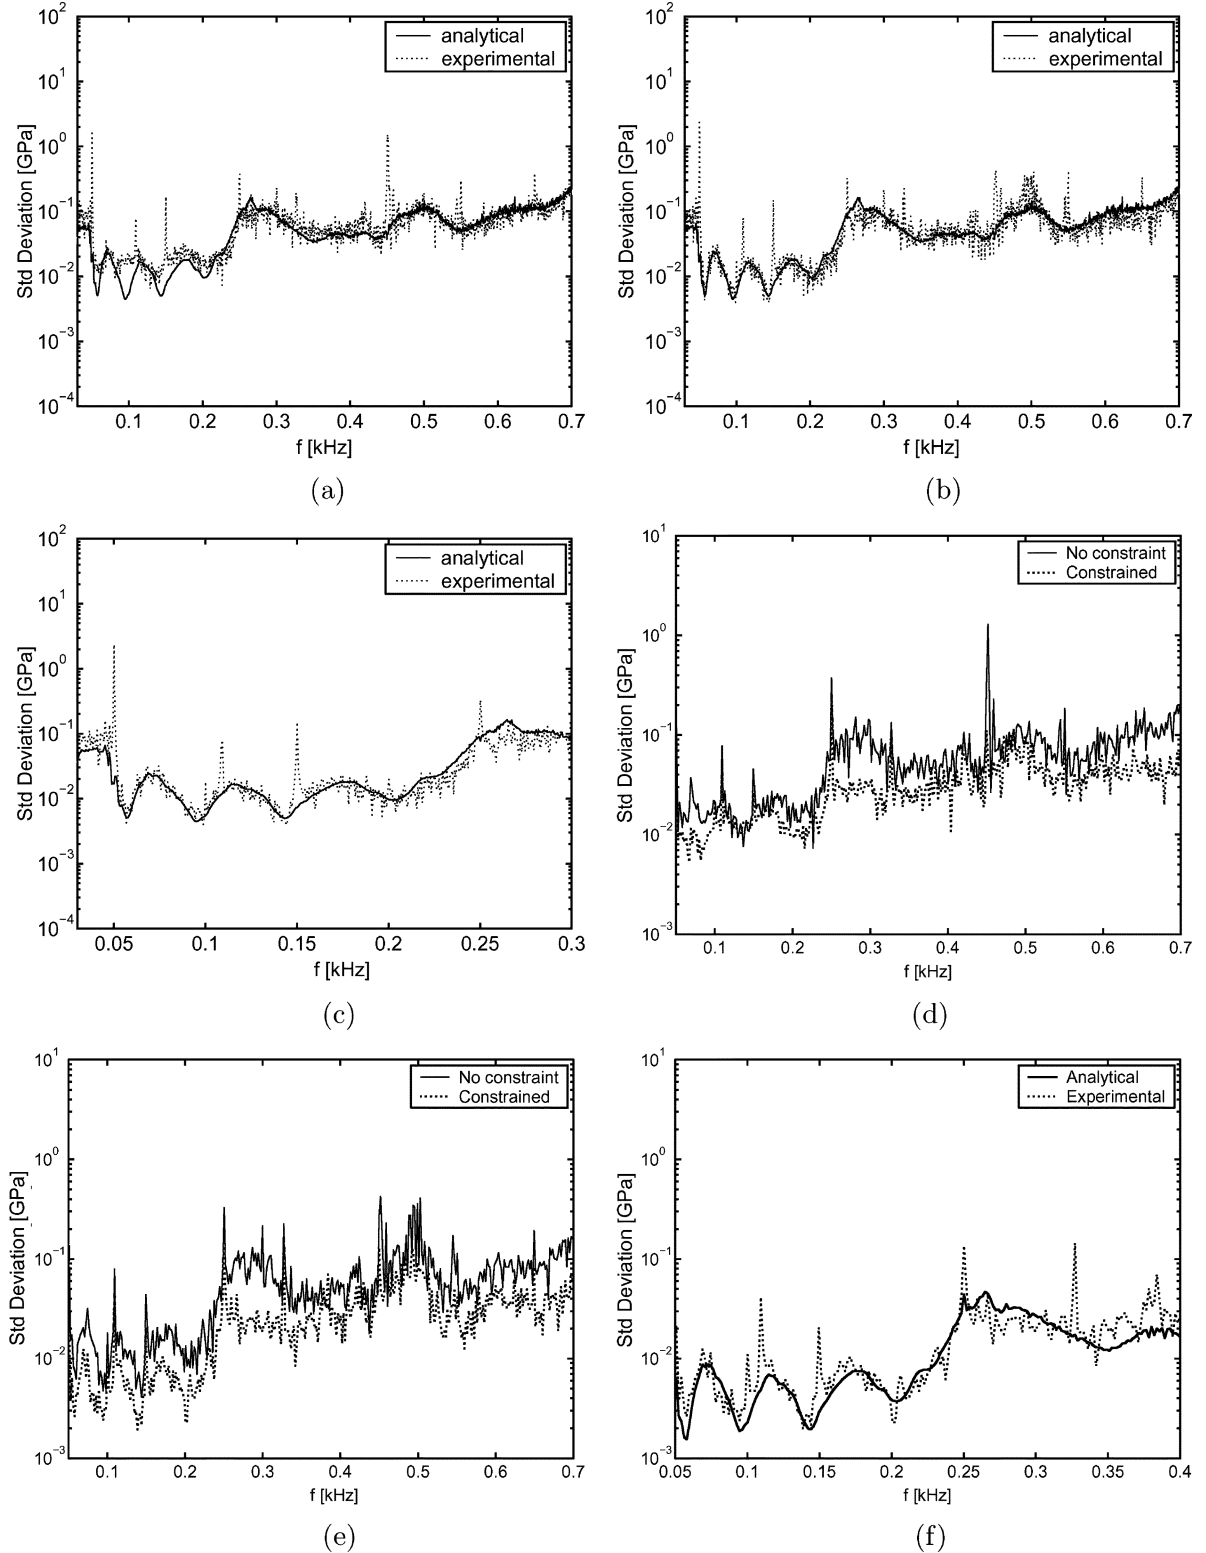 10^2
10^1
10^0
10^-1
10^-2
10^-3
10^-4
Std Deviation [GPa]
analytical
experimental
0.1 0.2 0.3 0.4 0.5 0.6 0.7
f [kHz]
(a)
10^2
10^1
10^0
10^-1
10^-2
10^-3
10^-4
Std Deviation [GPa]
analytical
experimental
0.1 0.2 0.3 0.4 0.5 0.6 0.7
f [kHz]
(b)
10^2
10^1
10^0
10^-1
10^-2
10^-3
10^-4
Std Deviation [GPa]
analytical
experimental
0.05 0.1 0.15 0.2 0.25 0.3
f [kHz]
(c)
10^1
10^0
10^-1
10^-2
10^-3
Std Deviation [GPa]
No constraint
Constrained
0.1 0.2 0.3 0.4 0.5 0.6 0.7
f [kHz]
(d)
10^1
10^0
10^-1
10^-2
10^-3
Std Deviation [GPa]
No constraint
Constrained
0.1 0.2 0.3 0.4 0.5 0.6 0.7
f [kHz]
(e)
10^1
10^0
10^-1
10^-2
10^-3
Std Deviation [GPa]
Analytical
Experimental
0.05 0.1 0.15 0.2 0.25 0.3 0.35 0.4
f [kHz]
(f)